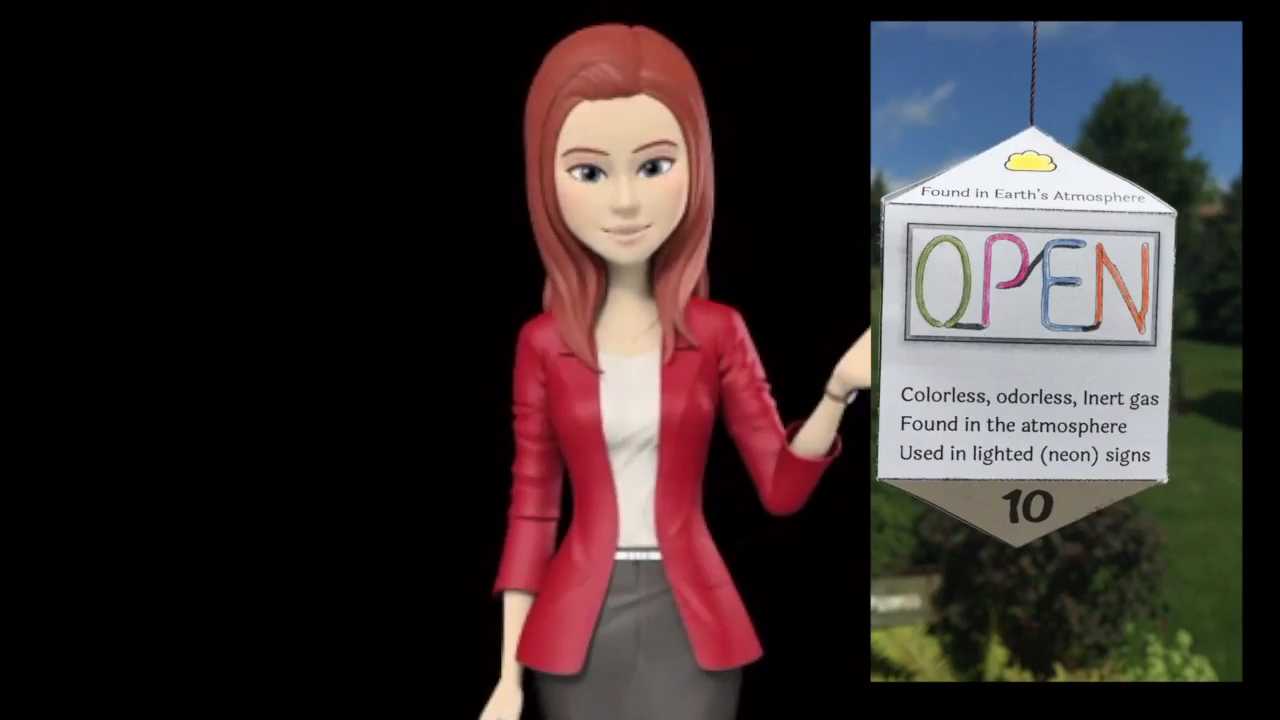 Found in Earth's Atmosphere
OPEN
Colorless, odorless, Inert gas
Found in the atmosphere
Used in lighted (neon) signs
10